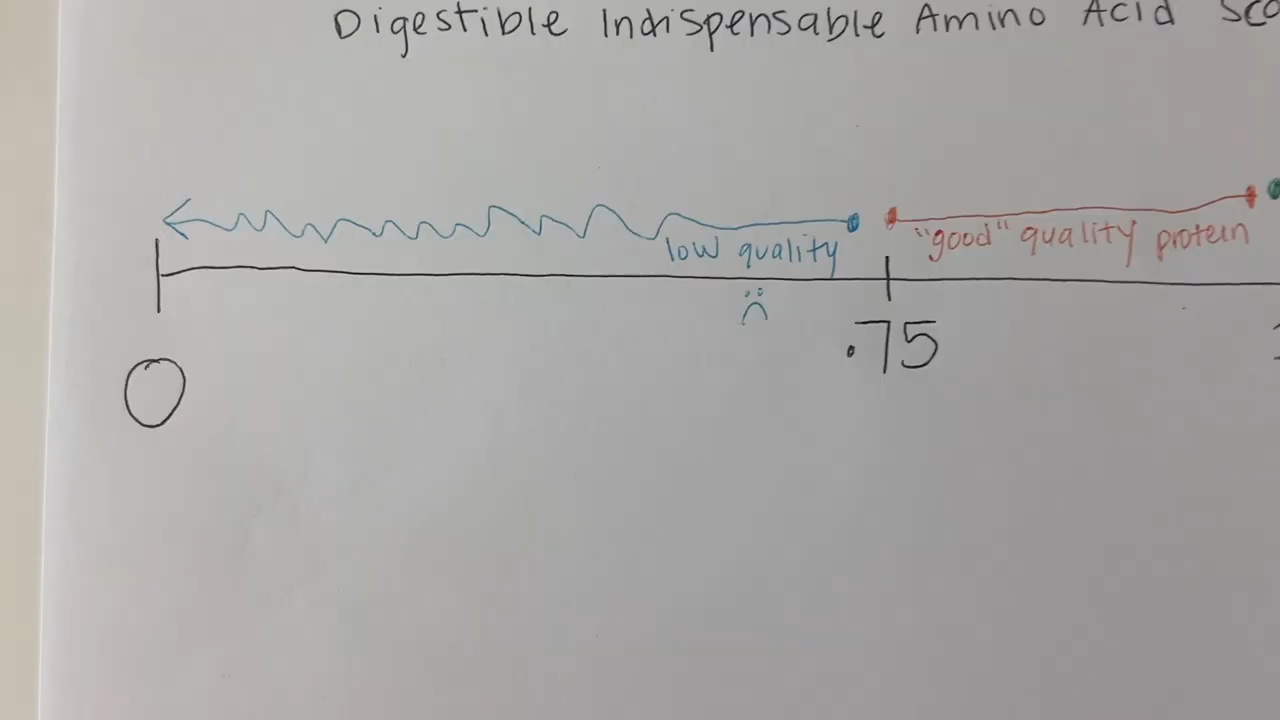 Digestible Indispensable Amino Acid
low quality
"good" quality protein
.75
0